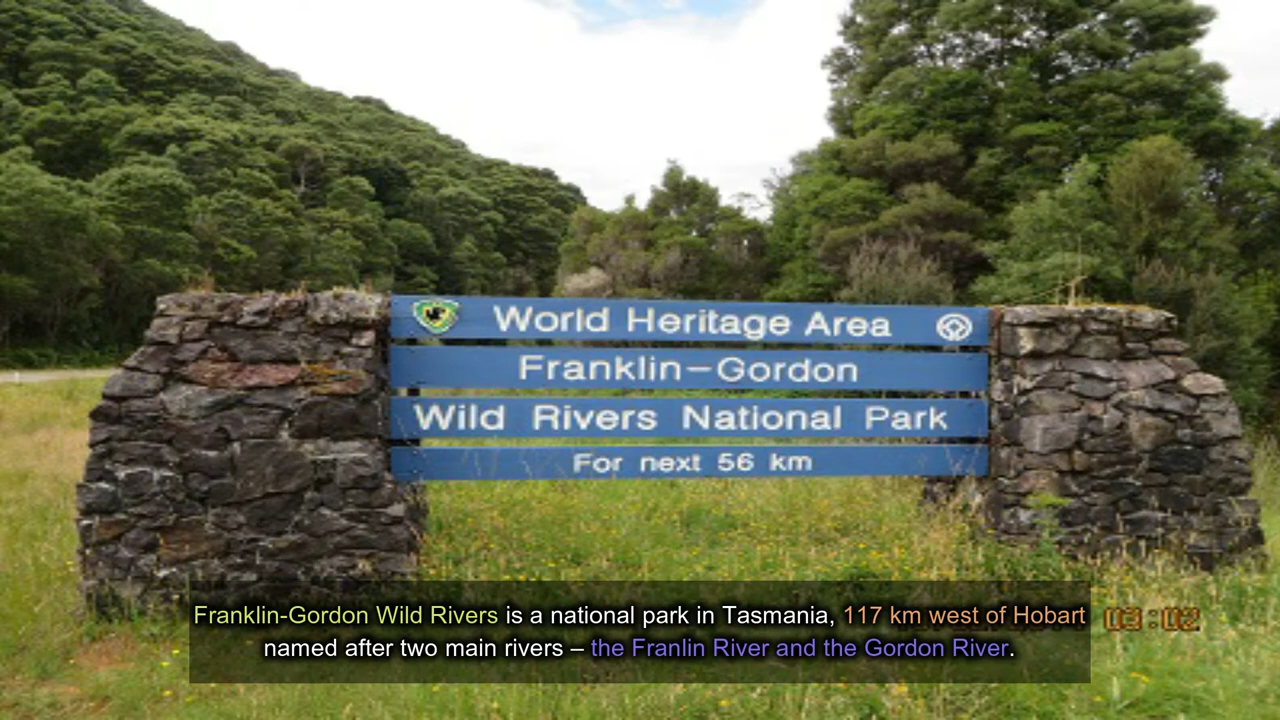 World Heritage Area
Franklin-Gordon
Wild Rivers National Park
For next 56 km
Franklin-Gordon Wild Rivers is a national park in Tasmania, 117 km west of Hobart
named after two main rivers – the Franlin River and the Gordon River.
03:02